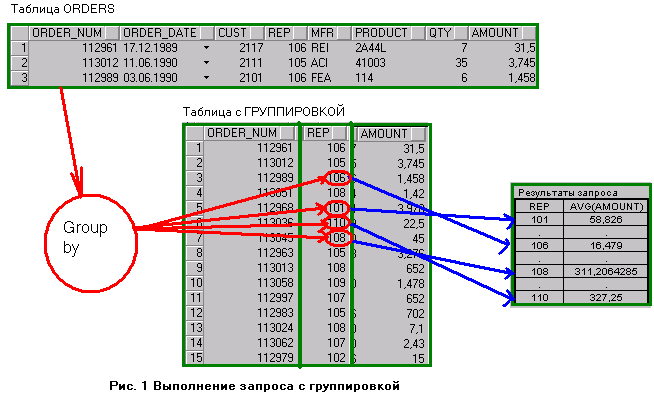 Таблица ORDERS
ORDER_NUM ORDER_DATE CUST REP MFR PRODUCT QTY AMOUNT
1 112961 17.12.1989 2117 106 REI 2A44L 7 31,5
2 113012 11.06.1990 2111 105 ACI 41003 35 3,745
3 112989 03.06.1990 2101 106 FEA 114 6 1,458
Таблица с ГРУППИРОВКОЙ
ORDER_NUM REP AMOUNT
1 112961 106 31,5
2 113012 105 3,745
3 112989 106 1,458
4 113051 108 1,42
5 112968 101 3,978
6 113036 110 22,5
7 113045 108 45
8 112963 105 3,276
9 113013 108 652
10 113058 109 1,478
11 112997 107 652
12 112983 105 702
13 113024 108 7,1
14 113062 107 2,43
15 112979 102 15
Group
by
Результаты запроса
REP AVG(AMOUNT)
101 58,826
. .
106 16,479
. .
108 311,2064285
. .
110 327,25
Рис. 1 Выполнение запроса с группировкой